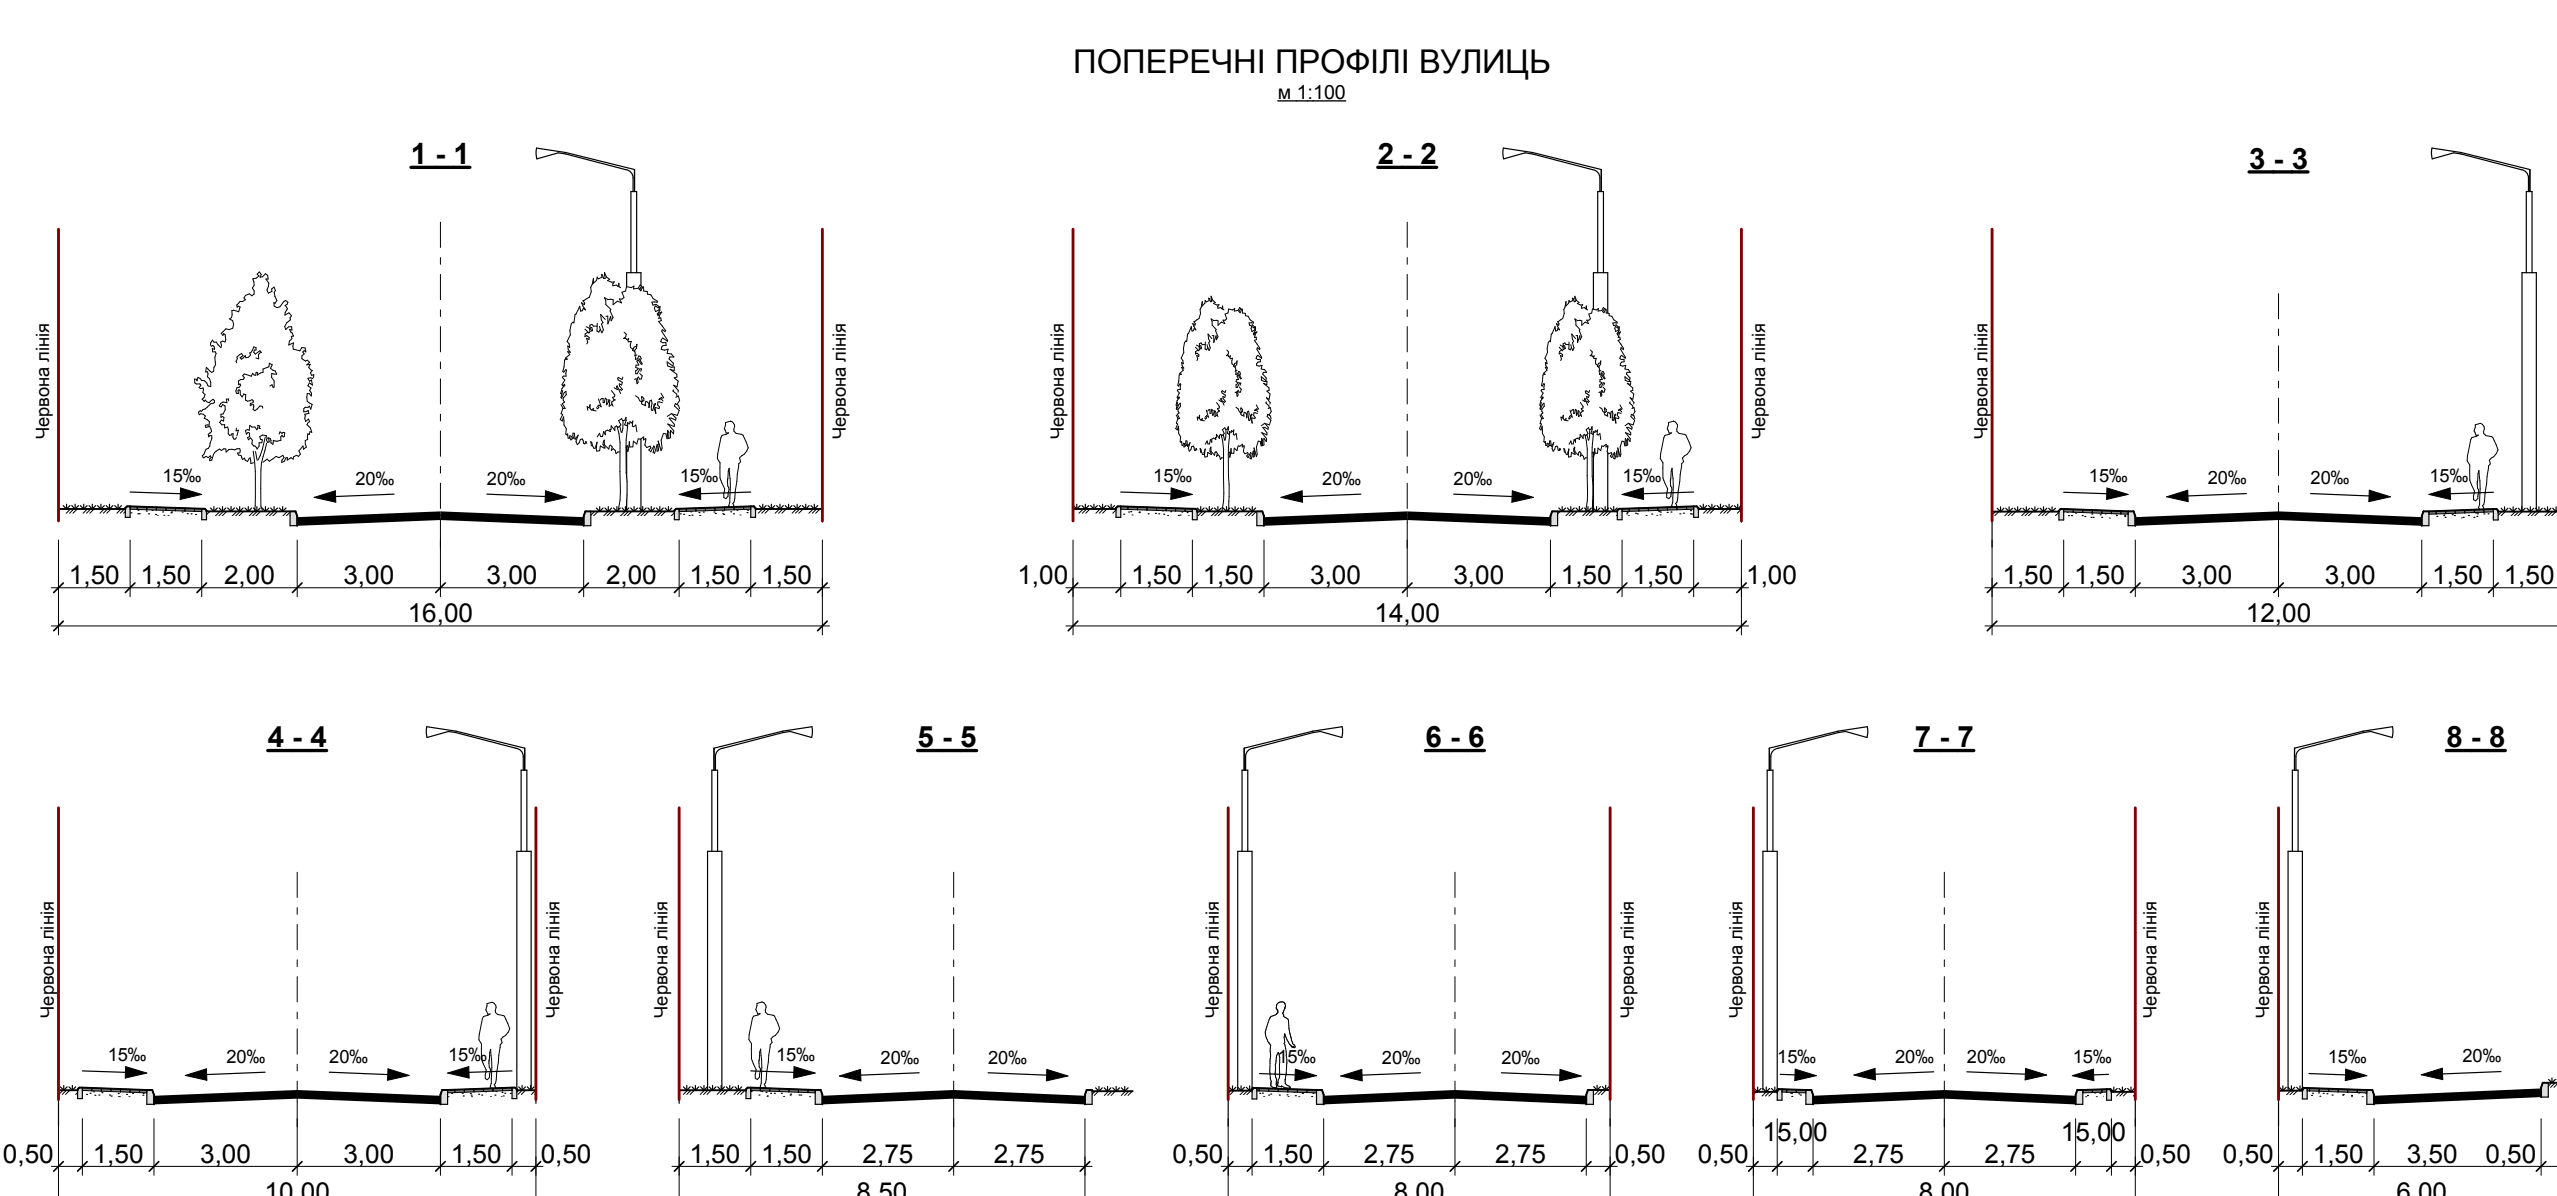 ПОПЕРЕЧНІ ПРОФІЛІ ВУЛИЦЬ
м 1:100
1 - 1
Червона лінія
Червона лінія
15‰ 20‰ 20‰ 15‰
1,50 1,50 2,00 3,00 3,00 2,00 1,50 1,50
16,00
2 - 2
Червона лінія
Червона лінія
15‰ 20‰ 20‰ 15‰
1,00 1,50 1,50 3,00 3,00 1,50 1,50 1,00
14,00
3 - 3
Червона лінія
15‰ 20‰ 20‰ 15‰
1,50 1,50 3,00 3,00 1,50 1,50
12,00
4 - 4
Червона лінія
Червона лінія
15‰ 20‰ 20‰ 15‰
0,50 1,50 3,00 3,00 1,50 0,50
10,00
5 - 5
Червона лінія
15‰ 20‰ 20‰
1,50 1,50 2,75 2,75
8,50
6 - 6
Червона лінія
Червона лінія
15‰ 20‰ 20‰
0,50 1,50 2,75 2,75 0,50
8,00
7 - 7
Червона лінія
Червона лінія
15‰ 20‰ 20‰ 15‰
15,00 15,00
0,50 2,75 2,75 0,50
8,00
8 - 8
Червона лінія
15‰ 20‰
0,50 1,50 3,50 0,50
6,00